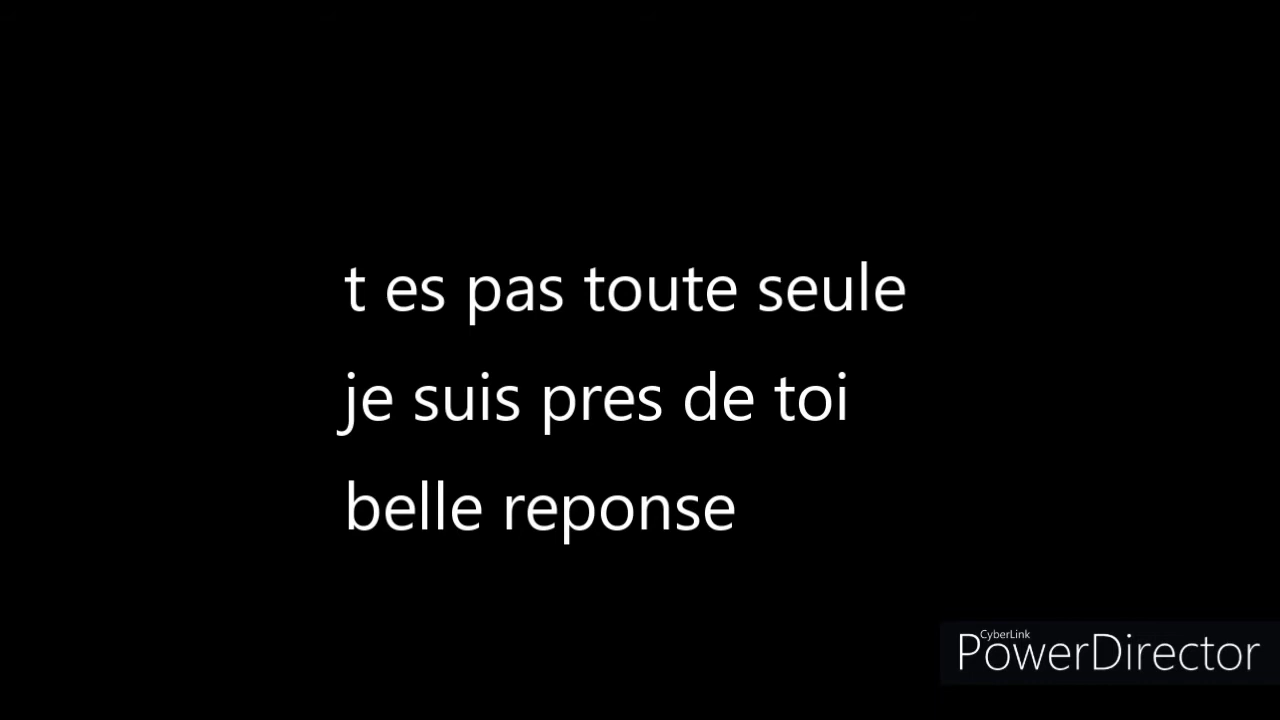 t es pas toute seule
je suis pres de toi
belle reponse
CyberLink
PowerDirector